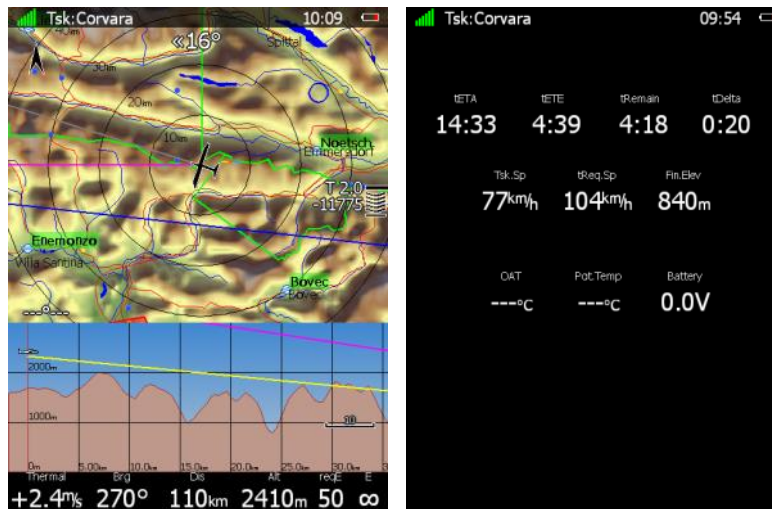 Tsk:Corvara 10:09
40km
«16°
Spittal
30km
20km
10km
Noetsch
Emmersdorf
T 2.0
-11775
Enemonzo
Villa Santina
Bovec
Bovec
---°---
2000m
1000m
10
0m 5.00km 10.0km 15.0km 20.0km 25.0km 30.0km
Thermal Brg Dis Alt reqE E
+2.4m/s 270° 110km 2410m 50 ∞
Tsk:Corvara 09:54
tETA tETE tRemain tDelta
14:33 4:39 4:18 0:20
Tsk.Sp tReq.Sp Fin.Elev
77km/h 104km/h 840m
OAT Pot.Temp Battery
---°C ---°C 0.0V